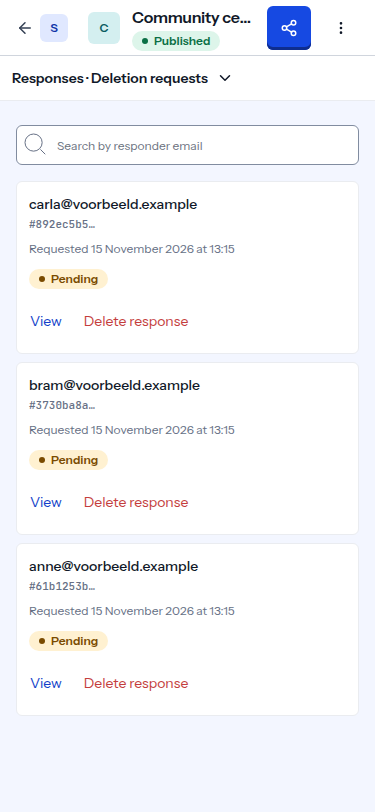 S
C
Community ce...
Published
Responses · Deletion requests
Search by responder email
carla@voorbeeld.example
#892ec5b5…
Requested 15 November 2026 at 13:15
Pending
View Delete response
bram@voorbeeld.example
#3730ba8a…
Requested 15 November 2026 at 13:15
Pending
View Delete response
anne@voorbeeld.example
#61b1253b…
Requested 15 November 2026 at 13:15
Pending
View Delete response